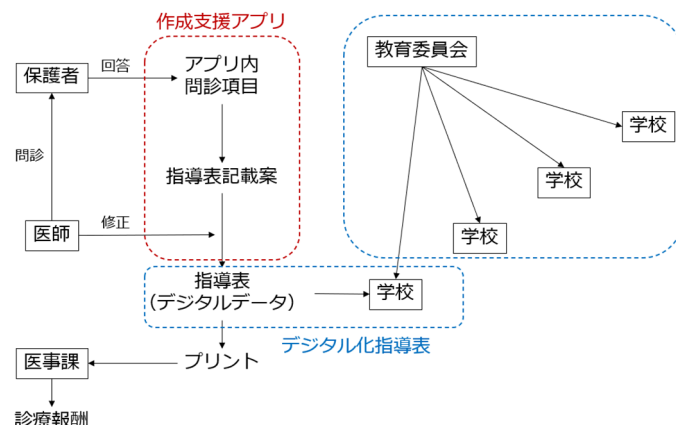 作成支援アプリ
教育委員会
保護者
回答
アプリ内
問診項目
学校
問診
指導表記載案
学校
医師
修正
学校
指導表
(デジタルデータ)
学校
デジタル化指導表
医事課
プリント
診療報酬